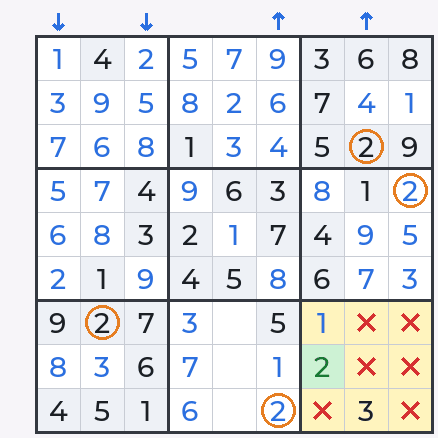 ↓ ↓ ↑ ↑
1 4 2 5 7 9 3 6 8
3 9 5 8 2 6 7 4 1
7 6 8 1 3 4 5 2 9
5 7 4 9 6 3 8 1 2
6 8 3 2 1 7 4 9 5
2 1 9 4 5 8 6 7 3
9 2 7 3 5 1 × ×
8 3 6 7 1 2 × ×
4 5 1 6 2 × 3 ×